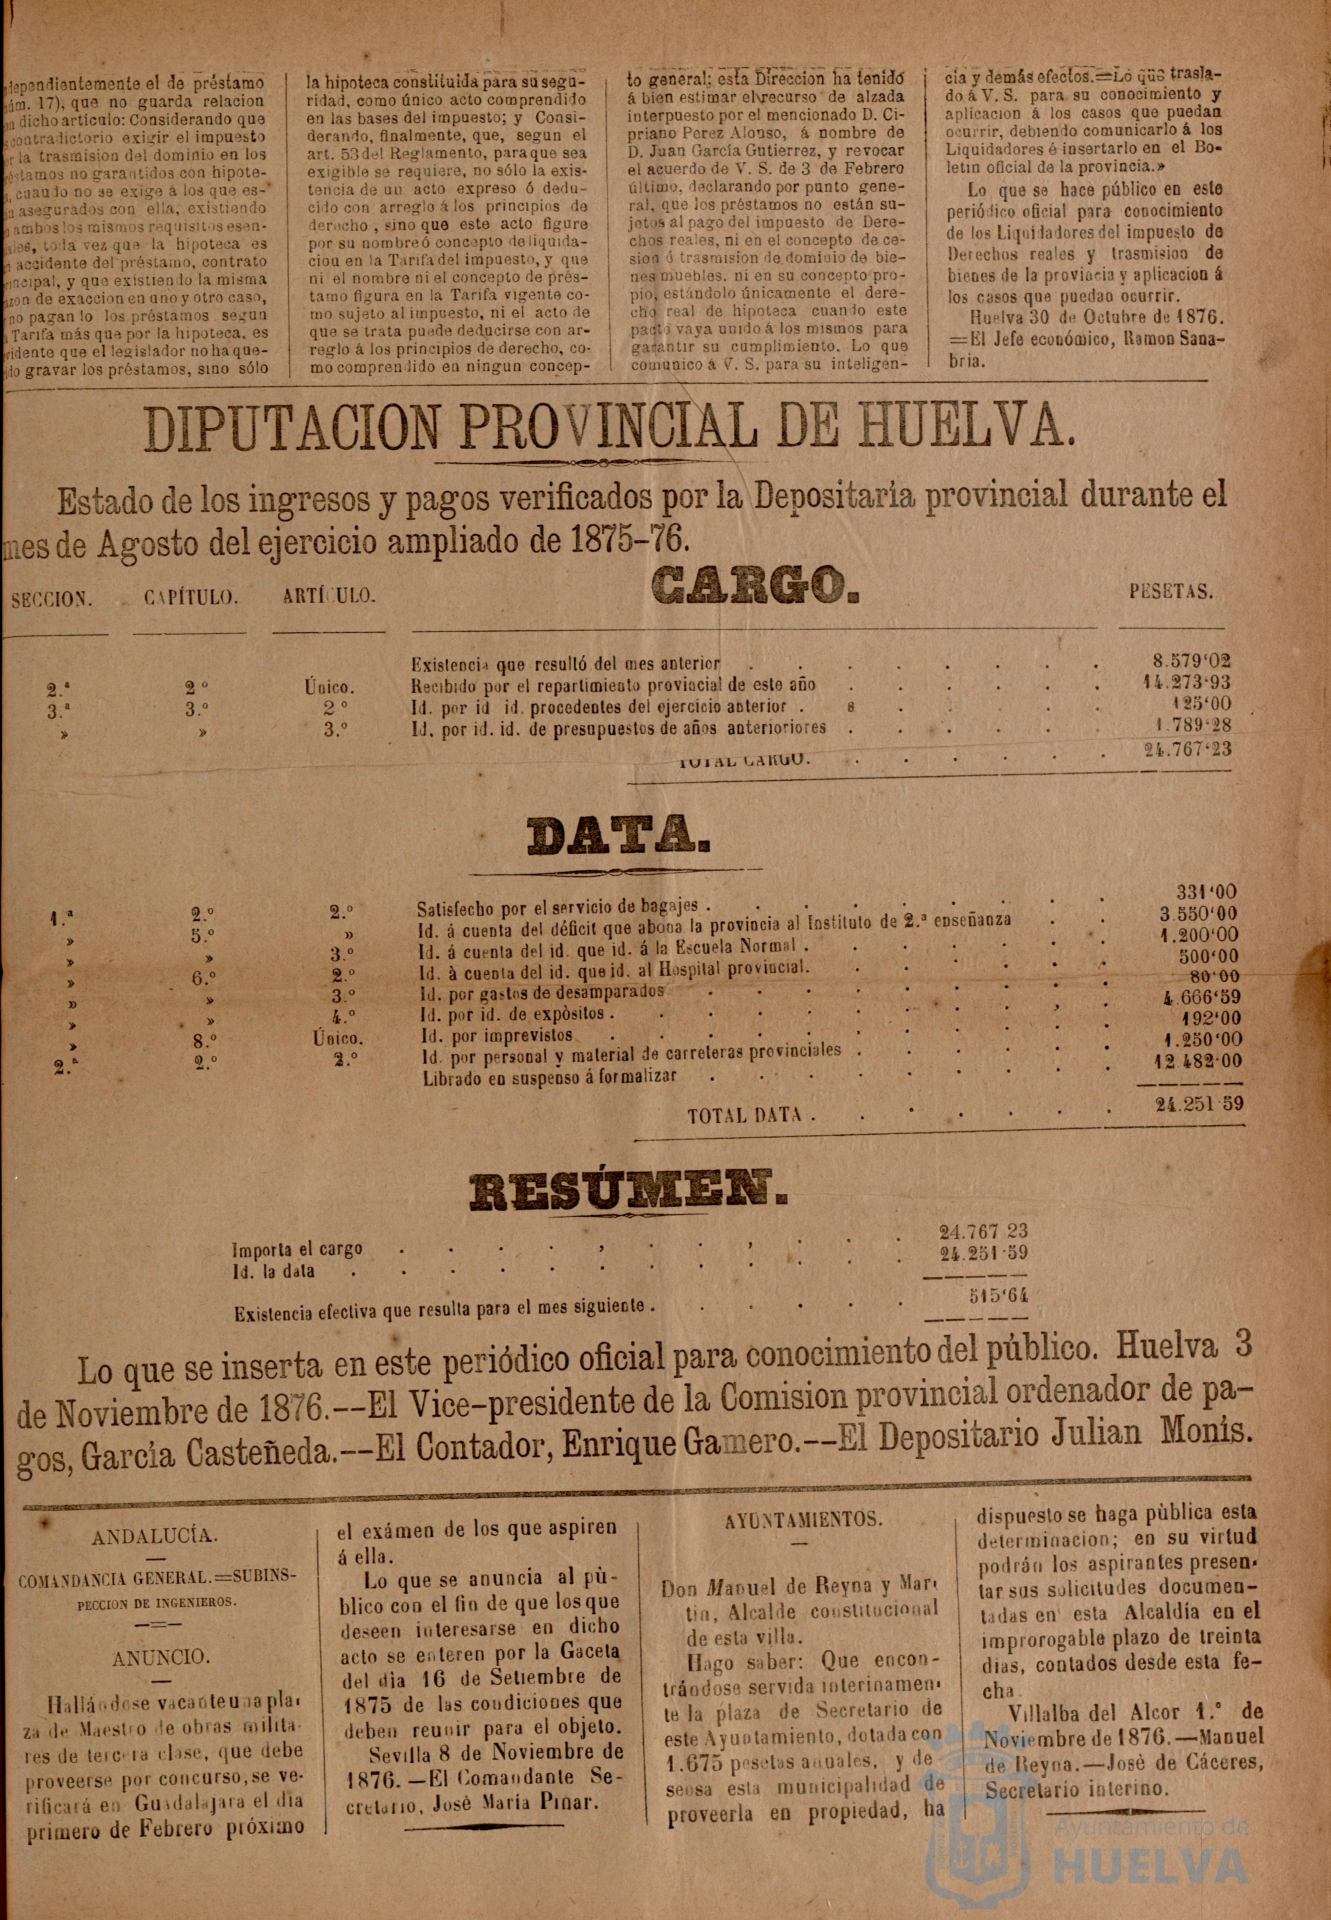 dependientemente el de préstamo
núm. 17), que no guarda relacion
dicho artículo: Considerando que
contradictorio exigir el impuesto
la trasmision del dominio en los
préstamos no garantidos con hipote-
cuando no se exige á los que es-
asegurados con ella, existiendo
ambos los mismos requisitos esen-
toda vez que la hipoteca es
accidente del préstamo, contrato
principal, y que existiendo la misma
razon de exaccion en uno y otro caso,
no pagando los préstamos segun
Tarifa más que por la hipoteca, es
evidente que el legislador no ha que-
rido gravar los préstamos, sino sólo
la hipoteca constituida para su segu-
ridad, como único acto comprendido
en las bases del impuesto; y Consi-
derando, finalmente, que, segun el
art. 53 del Reglamento, para que sea
exigible se requiere, no sólo la exis-
tencia de un acto expreso ó dedu-
cido con arreglo á los principios de
derecho, sino que este acto figure
por su nombre ó concepto de liquida-
cion en la Tarifa del impuesto, y que
ni el nombre ni el concepto de prés-
tamo figura en la Tarifa vigente co-
mo sujeto al impuesto, ni el acto de
que se trata puede deducirse con ar-
reglo á los principios de derecho, co-
mo comprendido en ningun concep-
to general; esta Direccion ha tenido
á bien estimar el recurso de alzada
interpuesto por el mencionado D. Ci-
priano Perez Alonso, á nombre de
D. Juan García Gutierrez, y revocar
el acuerdo de V. S. de 3 de Febrero
último, declarando por punto gene-
ral, que los préstamos no están su-
jetos al pago del impuesto de Dere-
chos reales, ni en el concepto de ce-
sion ó trasmision de dominio de bie-
nes muebles, ni en su concepto pro-
pio, estándolo únicamente el dere-
cho real de hipoteca cuando este
pacto vaya unido á los mismos para
garantir su cumplimiento. Lo que
comunico á V. S. para su inteligen-
cia y demás efectos.=Lo que trasla-
do á V. S. para su conocimiento y
aplicacion á los casos que puedan
ocurrir, debiendo comunicarlo á los
Liquidadores é insertarlo en el Bo-
letin oficial de la provincia.»
Lo que se hace público en este
periódico oficial para conocimiento
de los Liquidadores del impuesto de
Derechos reales y trasmision de
bienes de la provincia y aplicacion á
los casos que puedan ocurrir.
Huelva 30 de Octubre de 1876.
=El Jefe económico, Ramon Sana-
bria.
DIPUTACION PROVINCIAL DE HUELVA.
Estado de los ingresos y pagos verificados por la Depositaría provincial durante el
mes de Agosto del ejercicio ampliado de 1875-76.
SECCION. CAPÍTULO. ARTÍCULO. CARGO. PESETAS.
Existencia que resultó del mes anterior . . . . . . . . 8.579'02
2.ª 2º Único. Recibido por el repartimiento provincial de este año . . . . . . 14.273'93
3.ª 3.º 2º Id. por id id. procedentes del ejercicio anterior . 8 . . . . . 125'00
» » 3.º Id. por id. id. de presupuestos de años anterioriores . . . . . . 1.789'28
TOTAL CARGO. . . . . . . 24.767'23
DATA.
1.ª 2.º 2.º Satisfecho por el servicio de bagajes . . . . . . . . . 331'00
» 5.º » Id. á cuenta del déficit que abona la provincia al Instituto de 2.ª enseñanza . . 3.550'00
» » 3.º Id. á cuenta del id. que id. á la Escuela Normal . . . . . . . 1.200'00
» 6.º 2.º Id. à cuenta del id. que id. al Hospital provincial. . . . . . . 500'00
» » 3.º Id. por gastos de desamparados . . . . . . . . . 80'00
» » 4.º Id. por id. de expòsitos . . . . . . . . . . 4.666'59
» 8.º Único. Id. por imprevistos . . . . . . . . . . . 192'00
2.ª 2.º 2.º Id. por personal y material de carreteras provinciales . . . . . . 1.250'00
Librado en suspenso á formalizar . . . . . . . . . 12.482'00
TOTAL DATA . . . . . . . 24.251'59
RESÚMEN.
Importa el cargo . . . . . . . . . . . 24.767 23
Id. la data . . . . . . . . . . . . 24.251'59
Existencia efectiva que resulta para el mes siguiente . . . . . . 515'64
Lo que se inserta en este periódico oficial para conocimiento del público. Huelva 3
de Noviembre de 1876.--El Vice-presidente de la Comision provincial ordenador de pa-
gos, García Casteñeda.--El Contador, Enrique Gamero.--El Depositario Julian Monís.
ANDALUCÍA.
COMANDANCIA GENERAL.=SUBINS-
PECCION DE INGENIEROS.
ANUNCIO.
Hallándose vacante una pla-
za de Maestro de obras milita-
res de tercera clase, que debe
proveerse por concurso, se ve-
rificará en Guadalajara el dia
primero de Febrero próximo
el exámen de los que aspiren
á ella.
Lo que se anuncia al pù-
blico con el fin de que los que
deseen interesarse en dicho
acto se enteren por la Gaceta
del dia 16 de Setiembre de
1875 de las condiciones que
deben reunir para el objeto.
Sevilla 8 de Noviembre de
1876.—El Comandante Se-
cretario, Josè Maria Pinar.
AYUNTAMIENTOS.
Don Manuel de Reyna y Mar-
tin, Alcalde constitucional
de esta villa.
Hago saber: Que encon-
trándose servida interinamen-
te la plaza de Secretario de
este Ayuntamiento, dotada con
1.675 pesetas anuales, y de
seosa esta municipalidad de
proveerla en propiedad, ha
dispuesto se haga pùblica esta
determinacion; en su virtud
podrán los aspirantes presen-
tar sus solicitudes documen-
tadas en esta Alcaldía en el
improrogable plazo de treinta
dias, contados desde esta fe-
cha.
Villalba del Alcor 1.º de
Noviembre de 1876.—Manuel
de Reyna.—Josè de Cáceres,
Secretario interino.
Ayuntamiento de
HUELVA